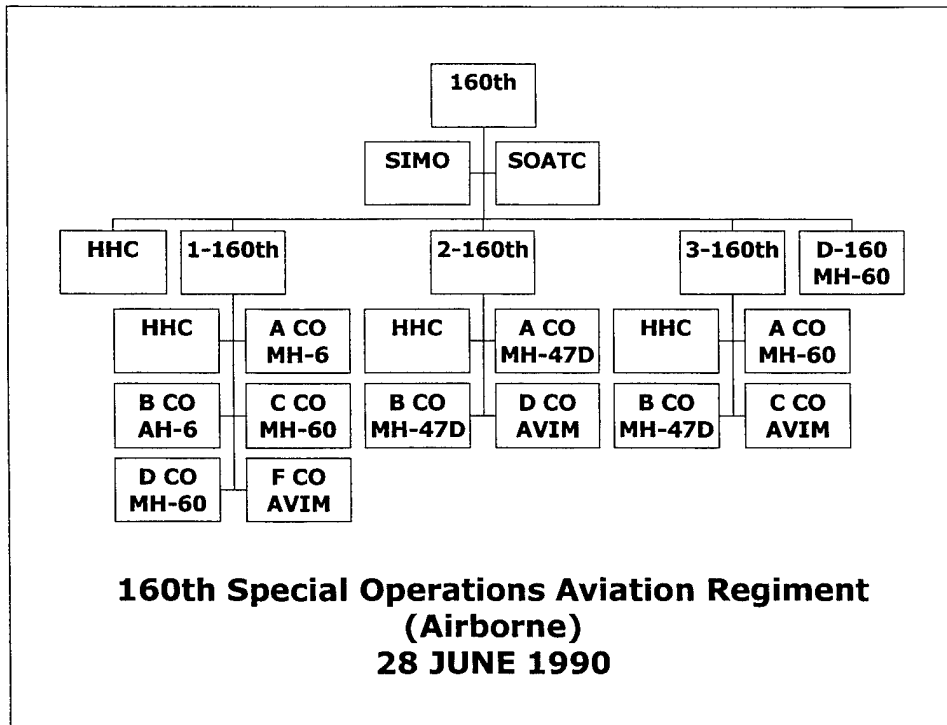 160th
SIMO
SOATC
HHC
1-160th
2-160th
3-160th
D-160
MH-60
HHC
A CO
MH-6
HHC
A CO
MH-47D
HHC
A CO
MH-60
B CO
AH-6
C CO
MH-60
B CO
MH-47D
D CO
AVIM
B CO
MH-47D
C CO
AVIM
D CO
MH-60
F CO
AVIM
160th Special Operations Aviation Regiment
(Airborne)
28 JUNE 1990